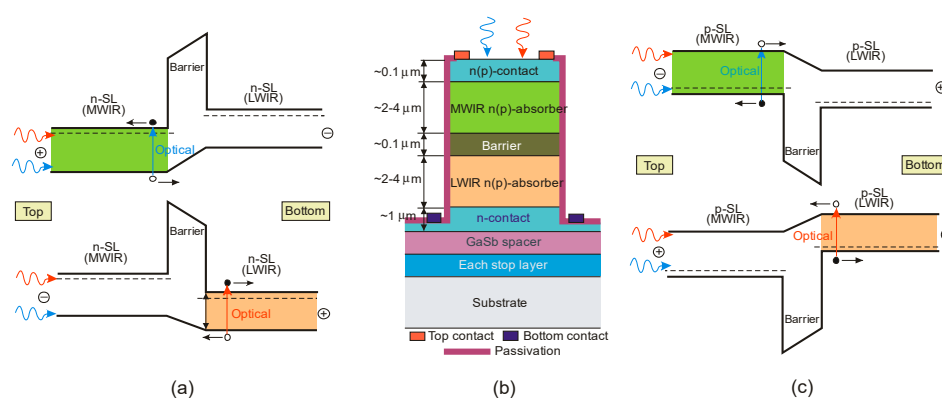 n-SL
(MWIR)
Barrier
n-SL
(LWIR)
Optical
⊕
⊖
Top
Bottom
n-SL
(MWIR)
Barrier
n-SL
(LWIR)
Optical
⊖
⊕
(a)
~0.1 μm
~2-4 μm
~0.1 μm
~2-4 μm
~1 μm
n(p)-contact
MWIR n(p)-absorber
Barrier
LWIR n(p)-absorber
n-contact
GaSb spacer
Each stop layer
Substrate
Top contact
Bottom contact
Passivation
(b)
p-SL
(MWIR)
p-SL
(LWIR)
Optical
⊖
⊕
Barrier
Top
Bottom
p-SL
(MWIR)
p-SL
(LWIR)
Optical
⊕
Barrier
(c)